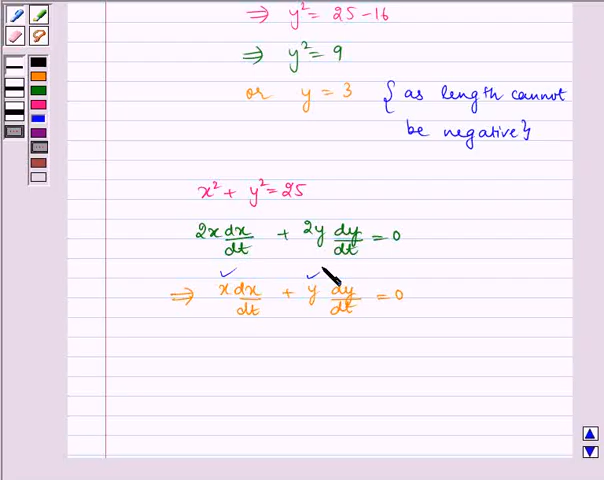 ⇒ y² = 25 - 16
⇒ y² = 9
or y = 3 { as length cannot
be negative }
x² + y² = 25
2x dx/dt + 2y dy/dt = 0
⇒ x dx/dt + y dy/dt = 0